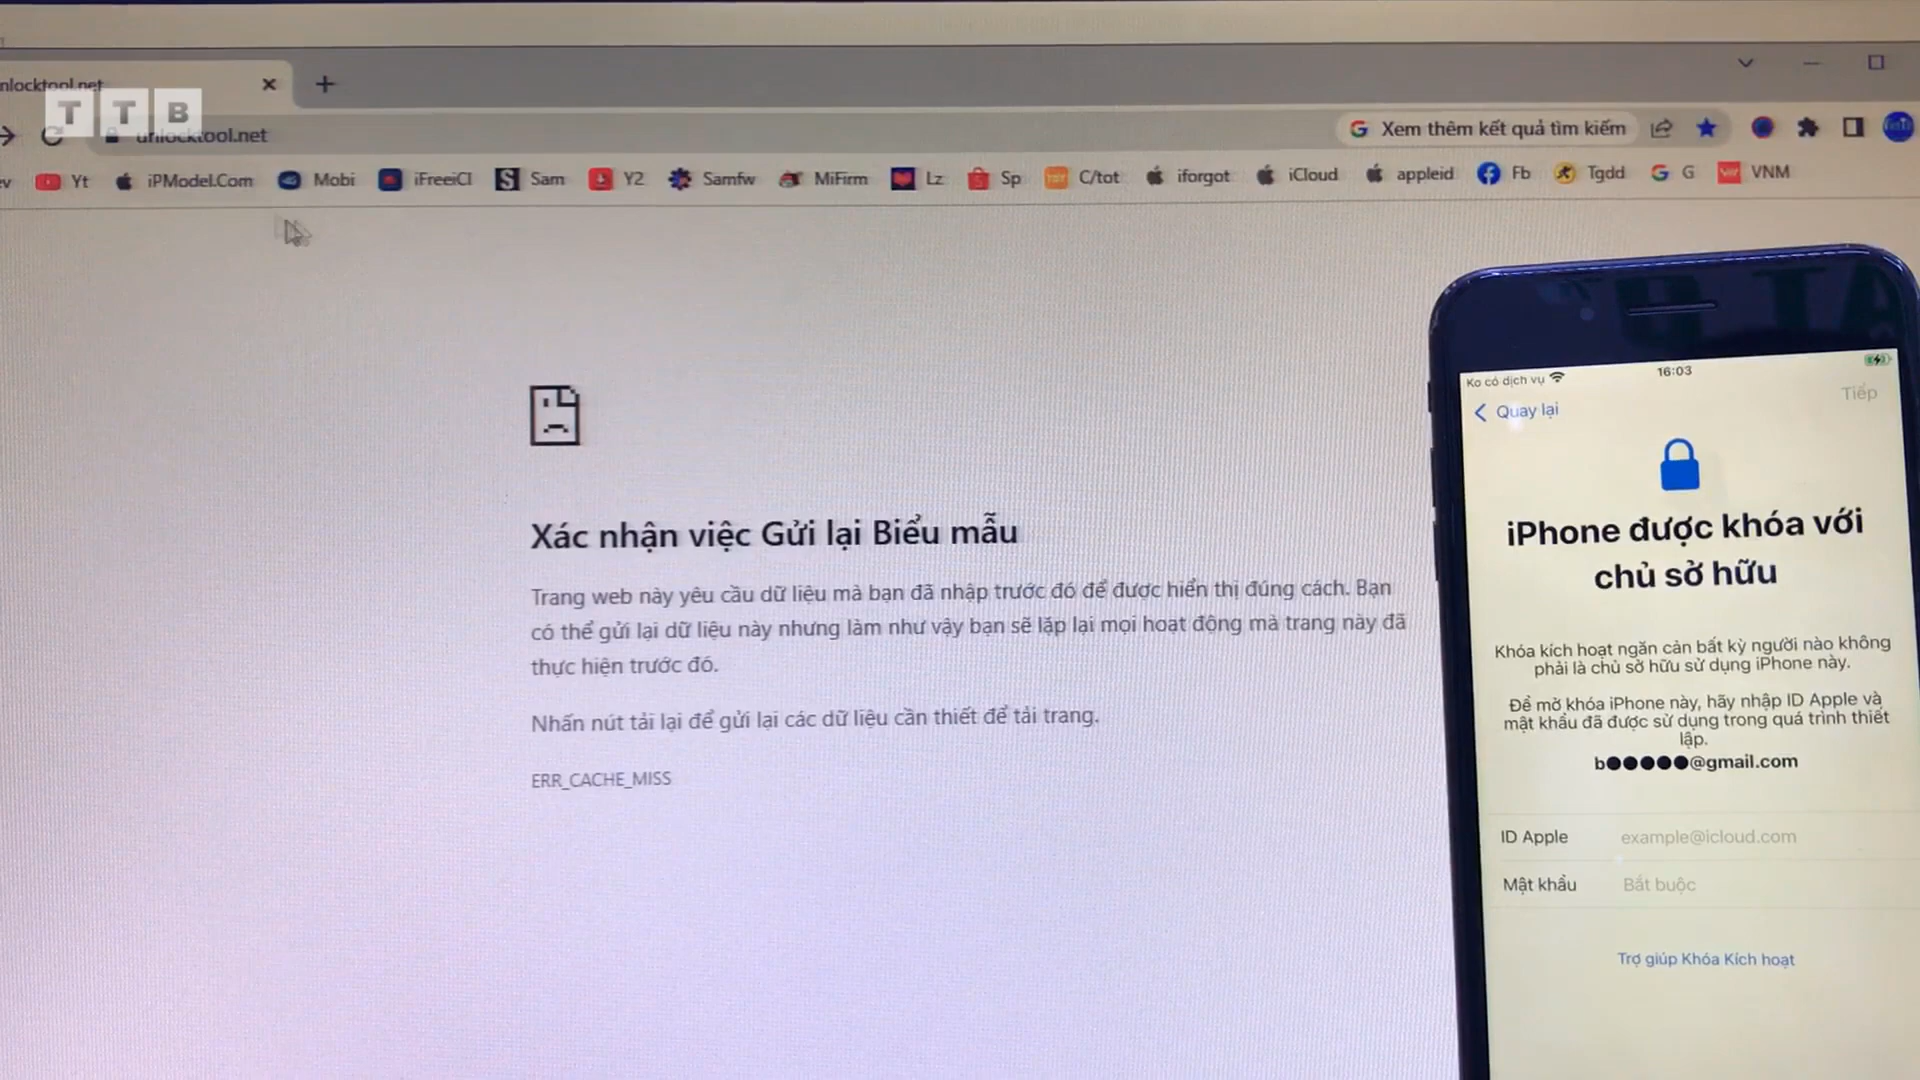 nlocktool.net
TTB
unlocktool.net
Xem thêm kết quả tìm kiếm
Yt iPModel.Com Mobi iFreeiCl Sam Y2 Samfw MiFirm Lz Sp C/tot iforgot iCloud appleid Fb Tgdd G VNM
Xác nhận việc Gửi lại Biểu mẫu
Trang web này yêu cầu dữ liệu mà bạn đã nhập trước đó để được hiển thị đúng cách. Bạn
có thể gửi lại dữ liệu này nhưng làm như vậy bạn sẽ lặp lại mọi hoạt động mà trang này đã
thực hiện trước đó.
Nhấn nút tải lại để gửi lại các dữ liệu cần thiết để tải trang.
ERR_CACHE_MISS
Ko có dịch vụ 16:03
Quay lại Tiếp
iPhone được khóa với
chủ sở hữu
Khóa kích hoạt ngăn cản bất kỳ người nào không
phải là chủ sở hữu sử dụng iPhone này.
Để mở khóa iPhone này, hãy nhập ID Apple và
mật khẩu đã được sử dụng trong quá trình thiết
lập.
b●●●●●@gmail.com
ID Apple example@icloud.com
Mật khẩu Bắt buộc
Trợ giúp Khóa Kích hoạt